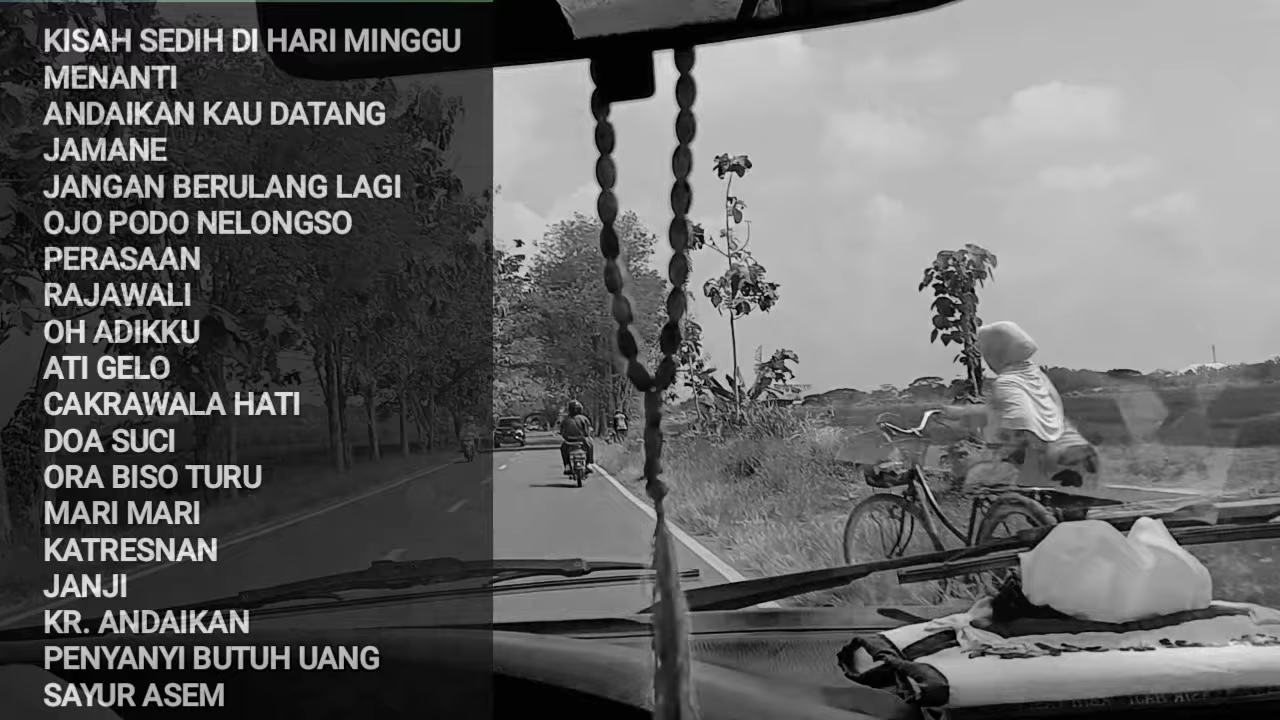 KISAH SEDIH DI HARI MINGGU
MENANTI
ANDAIKAN KAU DATANG
JAMANE
JANGAN BERULANG LAGI
OJO PODO NELONGSO
PERASAAN
RAJAWALI
OH ADIKKU
ATI GELO
CAKRAWALA HATI
DOA SUCI
ORA BISO TURU
MARI MARI
KATRESNAN
JANJI
KR. ANDAIKAN
PENYANYI BUTUH UANG
SAYUR ASEM